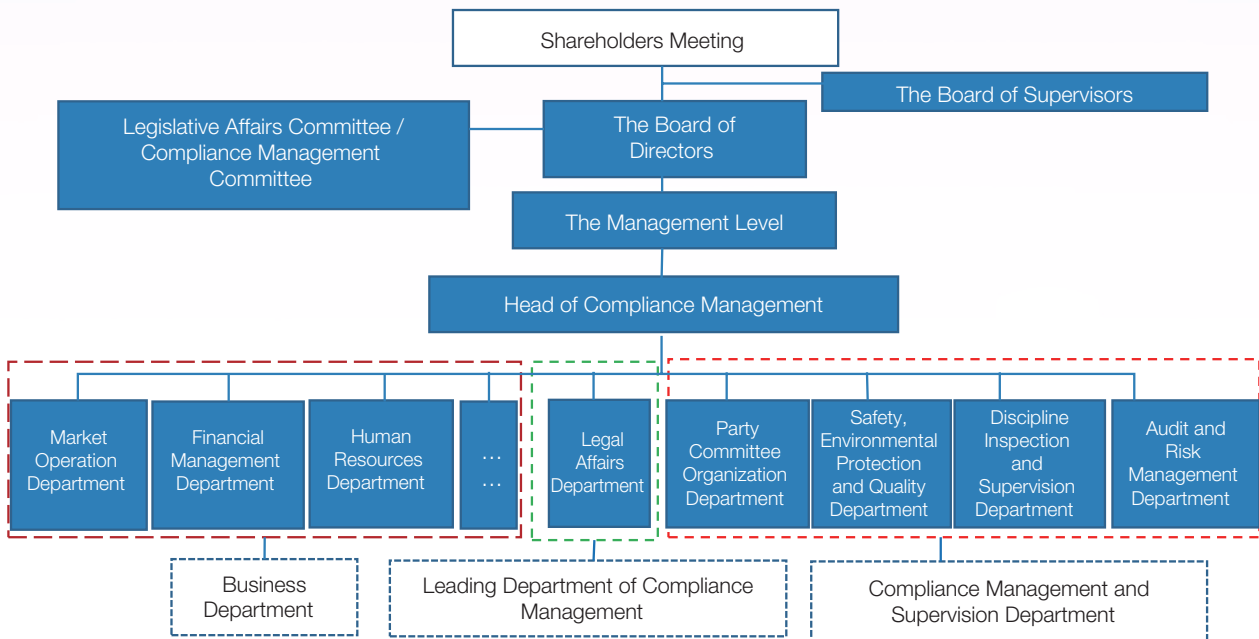 Shareholders Meeting
The Board of Supervisors
Legislative Affairs Committee /
Compliance Management
Committee
The Board of
Directors
The Management Level
Head of Compliance Management
Market
Operation
Department
Financial
Management
Department
Human
Resources
Department
…
…
Legal
Affairs
Department
Party
Committee
Organization
Department
Safety,
Environmental
Protection
and Quality
Department
Discipline
Inspection
and
Supervision
Department
Audit and
Risk
Management
Department
Business
Department
Leading Department of Compliance
Management
Compliance Management and
Supervision Department